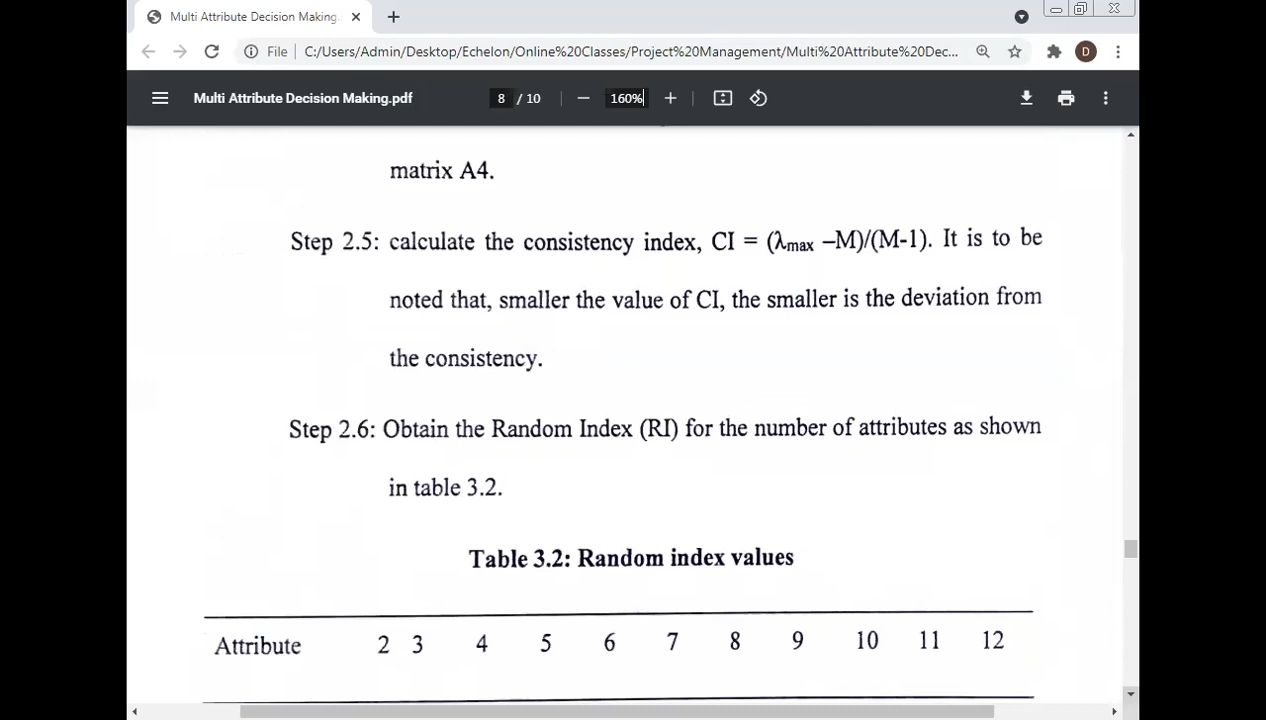 Multi Attribute Decision Making.
File C:/Users/Admin/Desktop/Echelon/Online%20Classes/Project%20Management/Multi%20Attribute%20Dec...
D
Multi Attribute Decision Making.pdf 8 / 10 160%
matrix A4.
Step 2.5: calculate the consistency index, CI = (λmax –M)/(M-1). It is to be
noted that, smaller the value of CI, the smaller is the deviation from
the consistency.
Step 2.6: Obtain the Random Index (RI) for the number of attributes as shown
in table 3.2.
Table 3.2: Random index values
Attribute 2 3 4 5 6 7 8 9 10 11 12